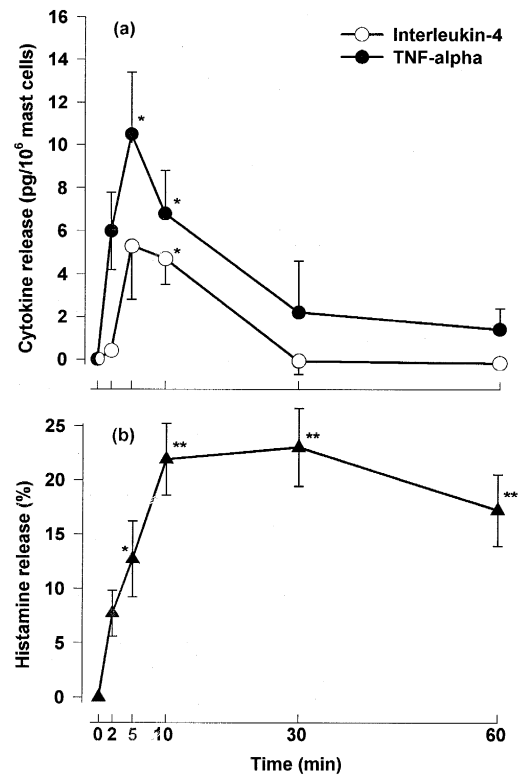 (a)
Interleukin-4
TNF-alpha
Cytokine release (pg/10⁶ mast cells)
16
14
12
10
8
6
4
2
0
*
*
*
(b)
Histamine release (%)
25
20
15
10
5
0
*
**
**
**
0 2 5 10 30 60
Time (min)